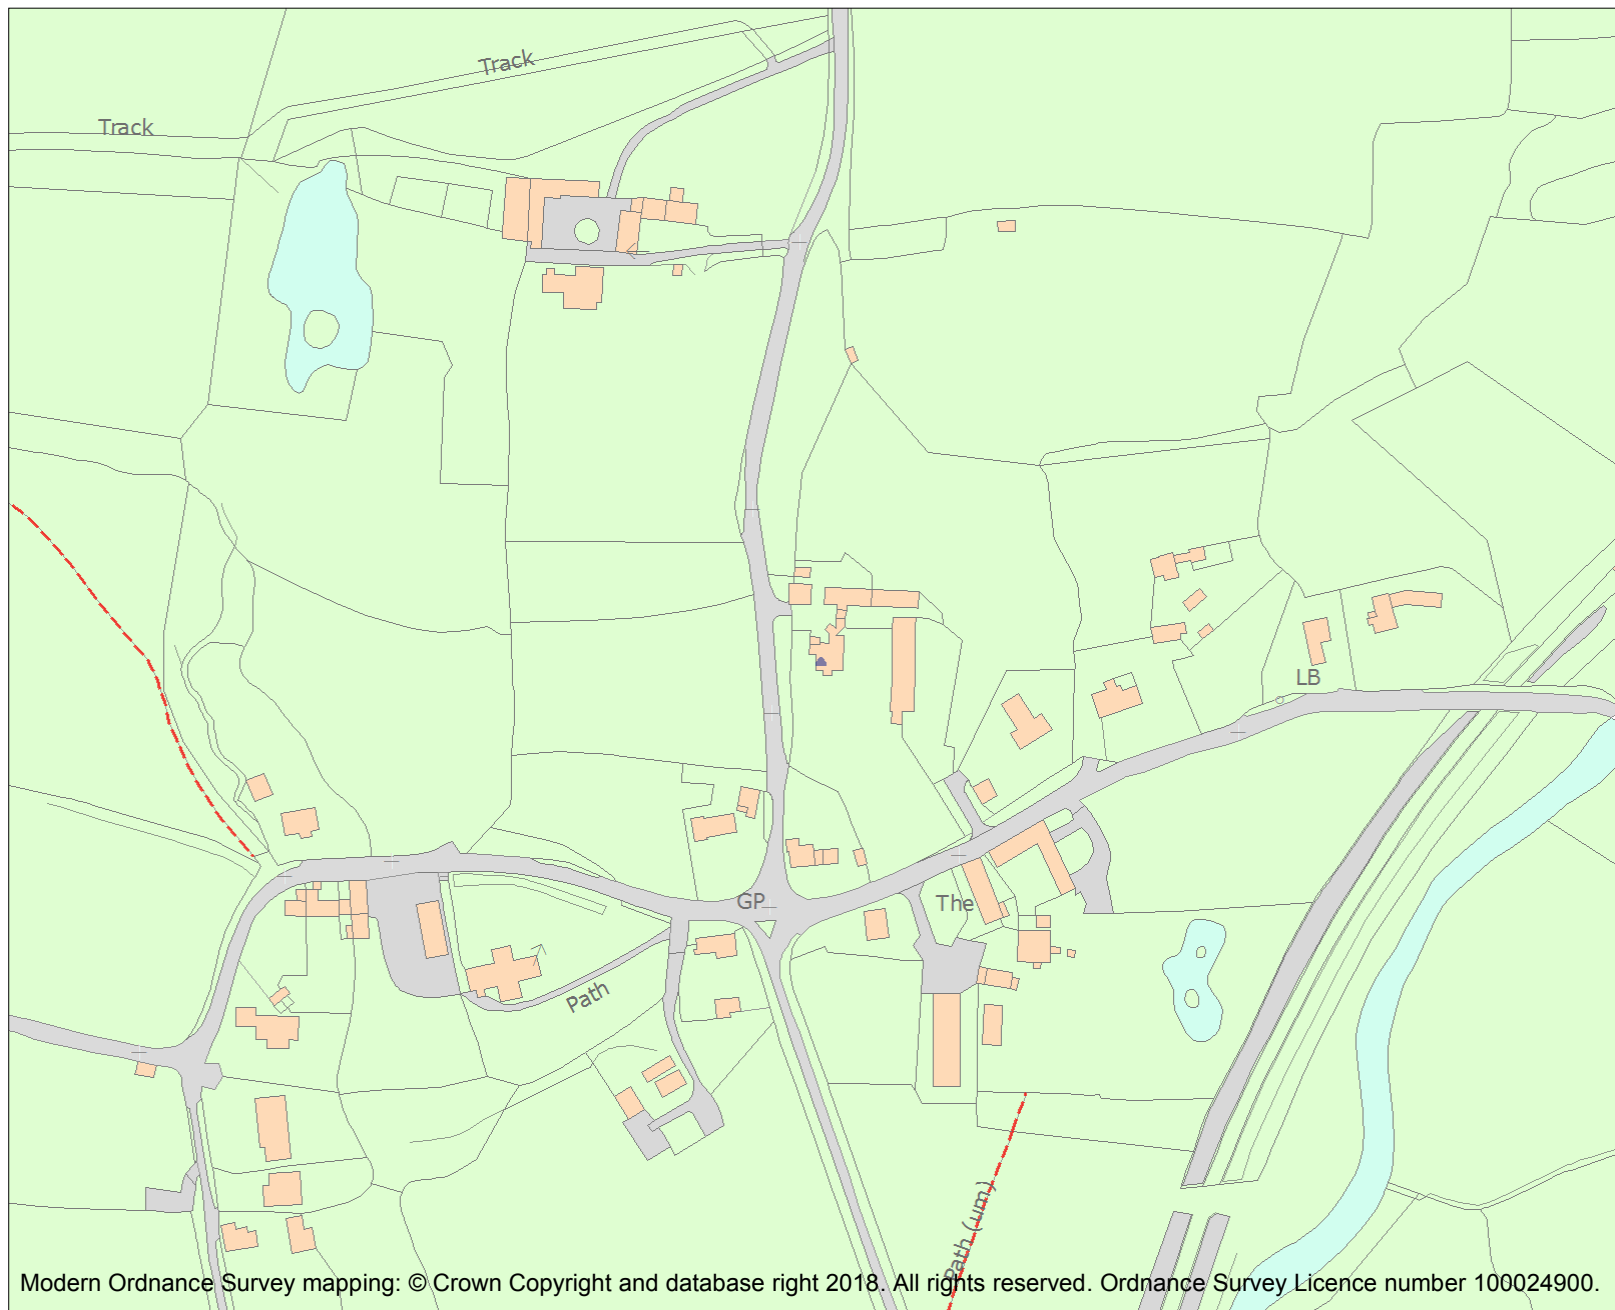 Track
Track
LB
GP
The
Path
Path (um)
Modern Ordnance Survey mapping: © Crown Copyright and database right 2018. All rights reserved. Ordnance Survey Licence number 100024900.